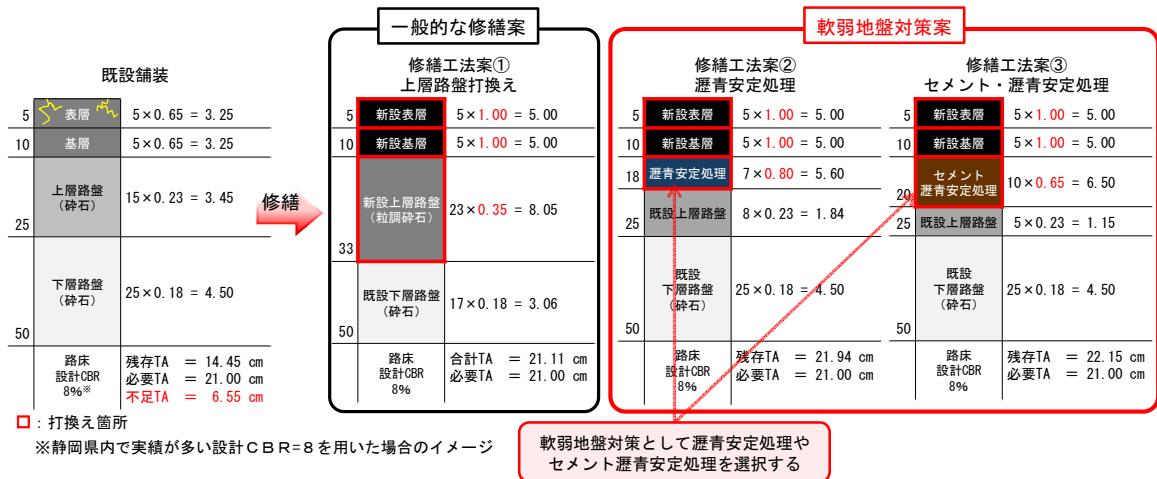 一般的な修繕案
軟弱地盤対策案
既設舗装
5
表層
5×0.65 = 3.25
10
基層
5×0.65 = 3.25
上層路盤
(砕石)
15×0.23 = 3.45
25
下層路盤
(砕石)
25×0.18 = 4.50
50
路床
設計CBR
8%※
残存TA = 14.45 cm
必要TA = 21.00 cm
不足TA = 6.55 cm
修繕
修繕工法案①
上層路盤打換え
5
新設表層
5×1.00 = 5.00
10
新設基層
5×1.00 = 5.00
新設上層路盤
(粒調砕石)
23×0.35 = 8.05
33
既設下層路盤
(砕石)
17×0.18 = 3.06
50
路床
設計CBR
8%
合計TA = 21.11 cm
必要TA = 21.00 cm
修繕工法案②
瀝青安定処理
5
新設表層
5×1.00 = 5.00
10
新設基層
5×1.00 = 5.00
18
瀝青安定処理
7×0.80 = 5.60
25
既設上層路盤
8×0.23 = 1.84
既設
下層路盤
(砕石)
25×0.18 = 4.50
50
路床
設計CBR
8%
残存TA = 21.94 cm
必要TA = 21.00 cm
修繕工法案③
セメント・瀝青安定処理
5
新設表層
5×1.00 = 5.00
10
新設基層
5×1.00 = 5.00
セメント
瀝青安定処理
10×0.65 = 6.50
20
25
既設上層路盤
5×0.23 = 1.15
既設
下層路盤
(砕石)
25×0.18 = 4.50
50
路床
設計CBR
8%
残存TA = 22.15 cm
必要TA = 21.00 cm
□:打換え箇所
※静岡県内で実績が多い設計CBR=8を用いた場合のイメージ
軟弱地盤対策として瀝青安定処理や
セメント瀝青安定処理を選択する